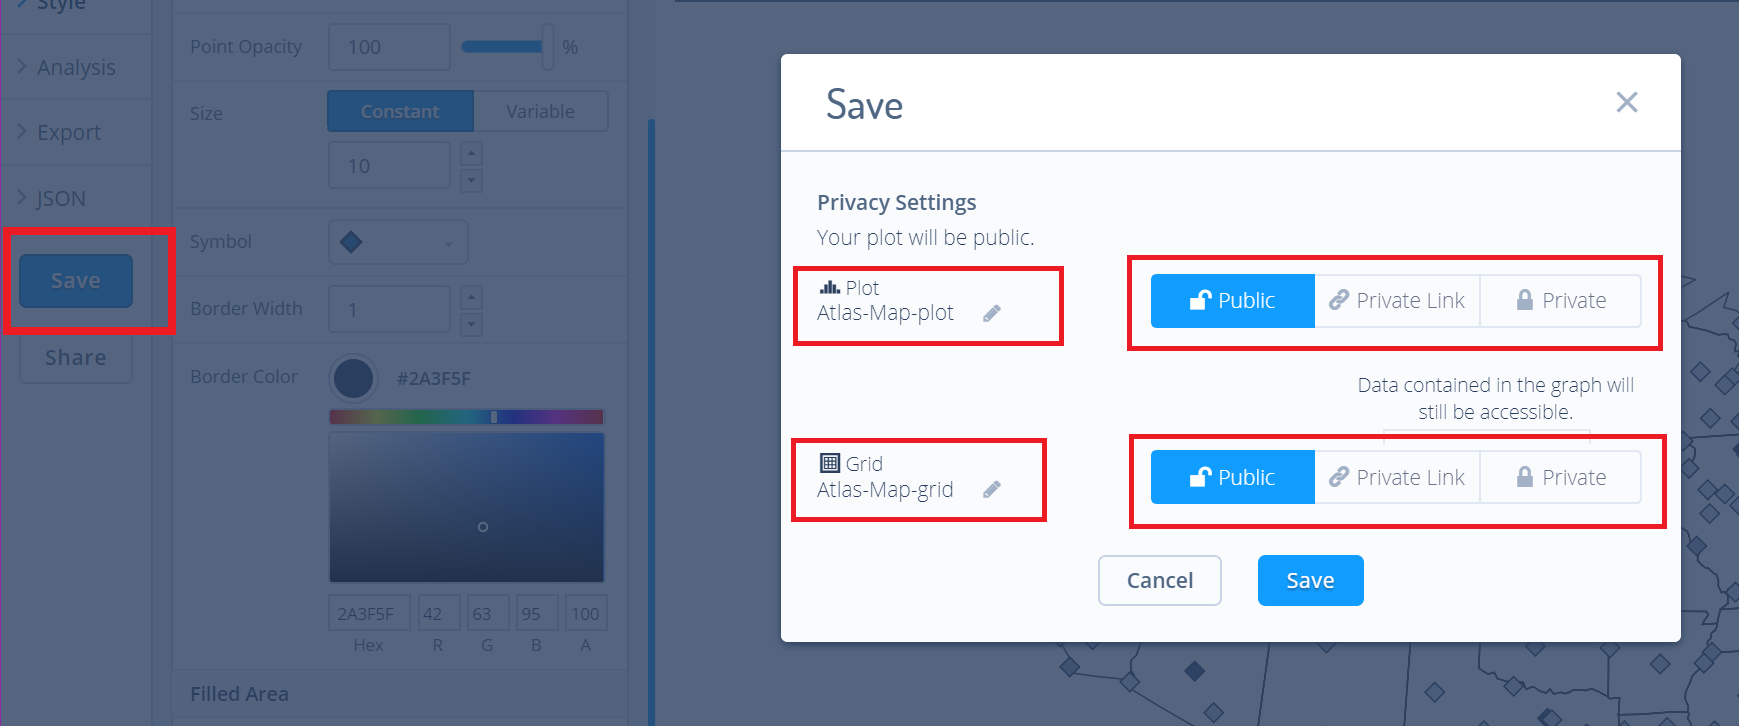 Style
Analysis
Export
JSON
Save
Share
Point Opacity
100
%
Size
Constant
Variable
10
Symbol
Border Width
1
Border Color
#2A3F5F
2A3F5F 42 63 95 100
Hex R G B A
Filled Area
Save
Privacy Settings
Your plot will be public.
Plot
Atlas-Map-plot
Public Private Link Private
Data contained in the graph will
still be accessible.
Grid
Atlas-Map-grid
Public Private Link Private
Cancel Save